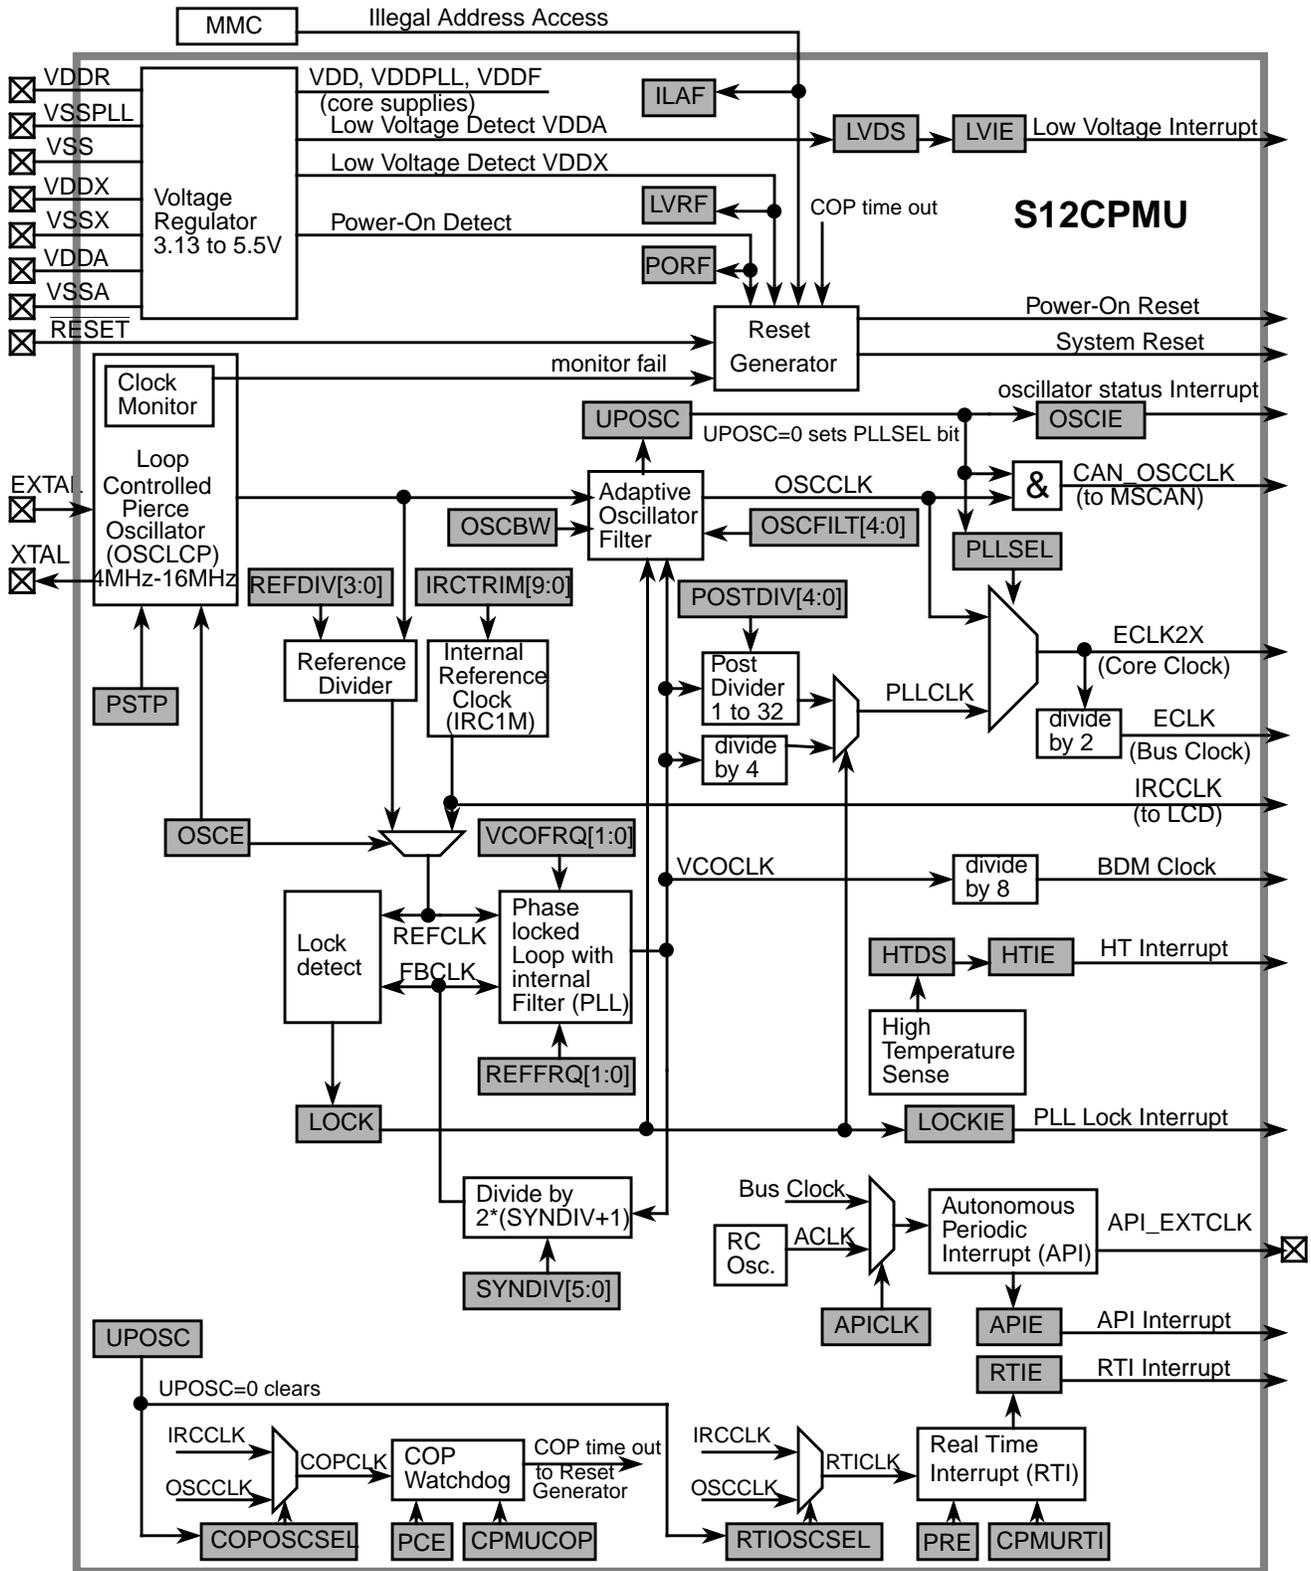 MMC
Illegal Address Access
VDDR
VSSPLL
VSS
VDDX
VSSX
VDDA
VSSA
RESET
Voltage
Regulator
3.13 to 5.5V
VDD, VDDPLL, VDDF
(core supplies)
Low Voltage Detect VDDA
Low Voltage Detect VDDX
Power-On Detect
ILAF
LVRF
PORF
COP time out
LVDS
LVIE
Low Voltage Interrupt
S12CPMU
Reset
Generator
Power-On Reset
System Reset
monitor fail
Clock
Monitor
Loop
Controlled
Pierce
Oscillator
(OSCLCP)
4MHz-16MHz
EXTAL
XTAL
UPOSC
UPOSC=0 sets PLLSEL bit
oscillator status Interrupt
OSCIE
Adaptive
Oscillator
Filter
OSCBW
OSCCLK
OSCFILT[4:0]
&
CAN_OSCCLK
(to MSCAN)
PLLSEL
REFDIV[3:0]
IRCTRIM[9:0]
POSTDIV[4:0]
Reference
Divider
Internal
Reference
Clock
(IRC1M)
Post
Divider
1 to 32
divide
by 4
PLLCLK
ECLK2X
(Core Clock)
divide
by 2
ECLK
(Bus Clock)
PSTP
IRCCLK
(to LCD)
OSCE
VCOFRQ[1:0]
VCOCLK
divide
by 8
BDM Clock
Lock
detect
REFCLK
FBCLK
Phase
locked
Loop with
internal
Filter (PLL)
REFFRQ[1:0]
HTDS
HTIE
HT Interrupt
High
Temperature
Sense
LOCK
LOCKIE
PLL Lock Interrupt
Divide by
2*(SYNDIV+1)
SYNDIV[5:0]
Bus Clock
RC
Osc.
ACLK
Autonomous
Periodic
Interrupt (API)
API_EXTCLK
APICLK
APIE
API Interrupt
RTIE
RTI Interrupt
UPOSC
UPOSC=0 clears
IRCCLK
OSCCLK
COPCLK
COP
Watchdog
COP time out
to Reset
Generator
COPOSCSEL
PCE
CPMUCOP
IRCCLK
OSCCLK
RTICLK
Real Time
Interrupt (RTI)
RTIOSCSEL
PRE
CPMURTI